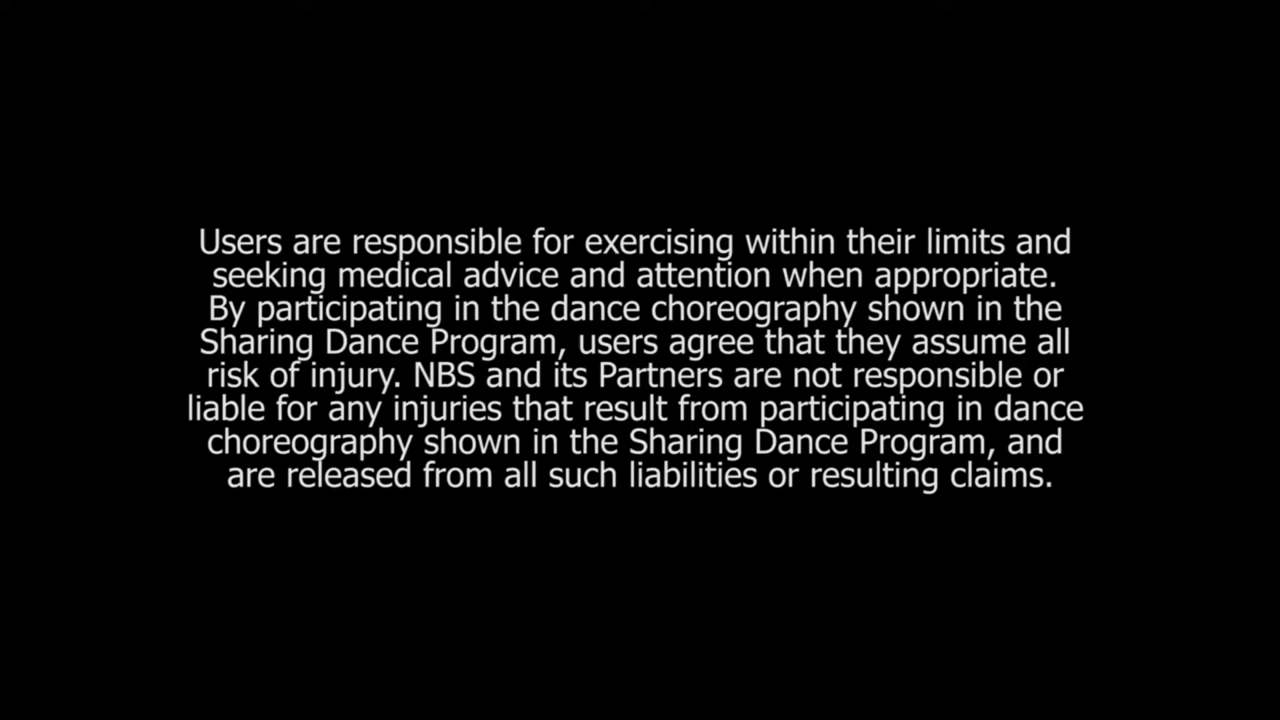 Users are responsible for exercising within their limits and
seeking medical advice and attention when appropriate.
By participating in the dance choreography shown in the
Sharing Dance Program, users agree that they assume all
risk of injury. NBS and its Partners are not responsible or
liable for any injuries that result from participating in dance
choreography shown in the Sharing Dance Program, and
are released from all such liabilities or resulting claims.